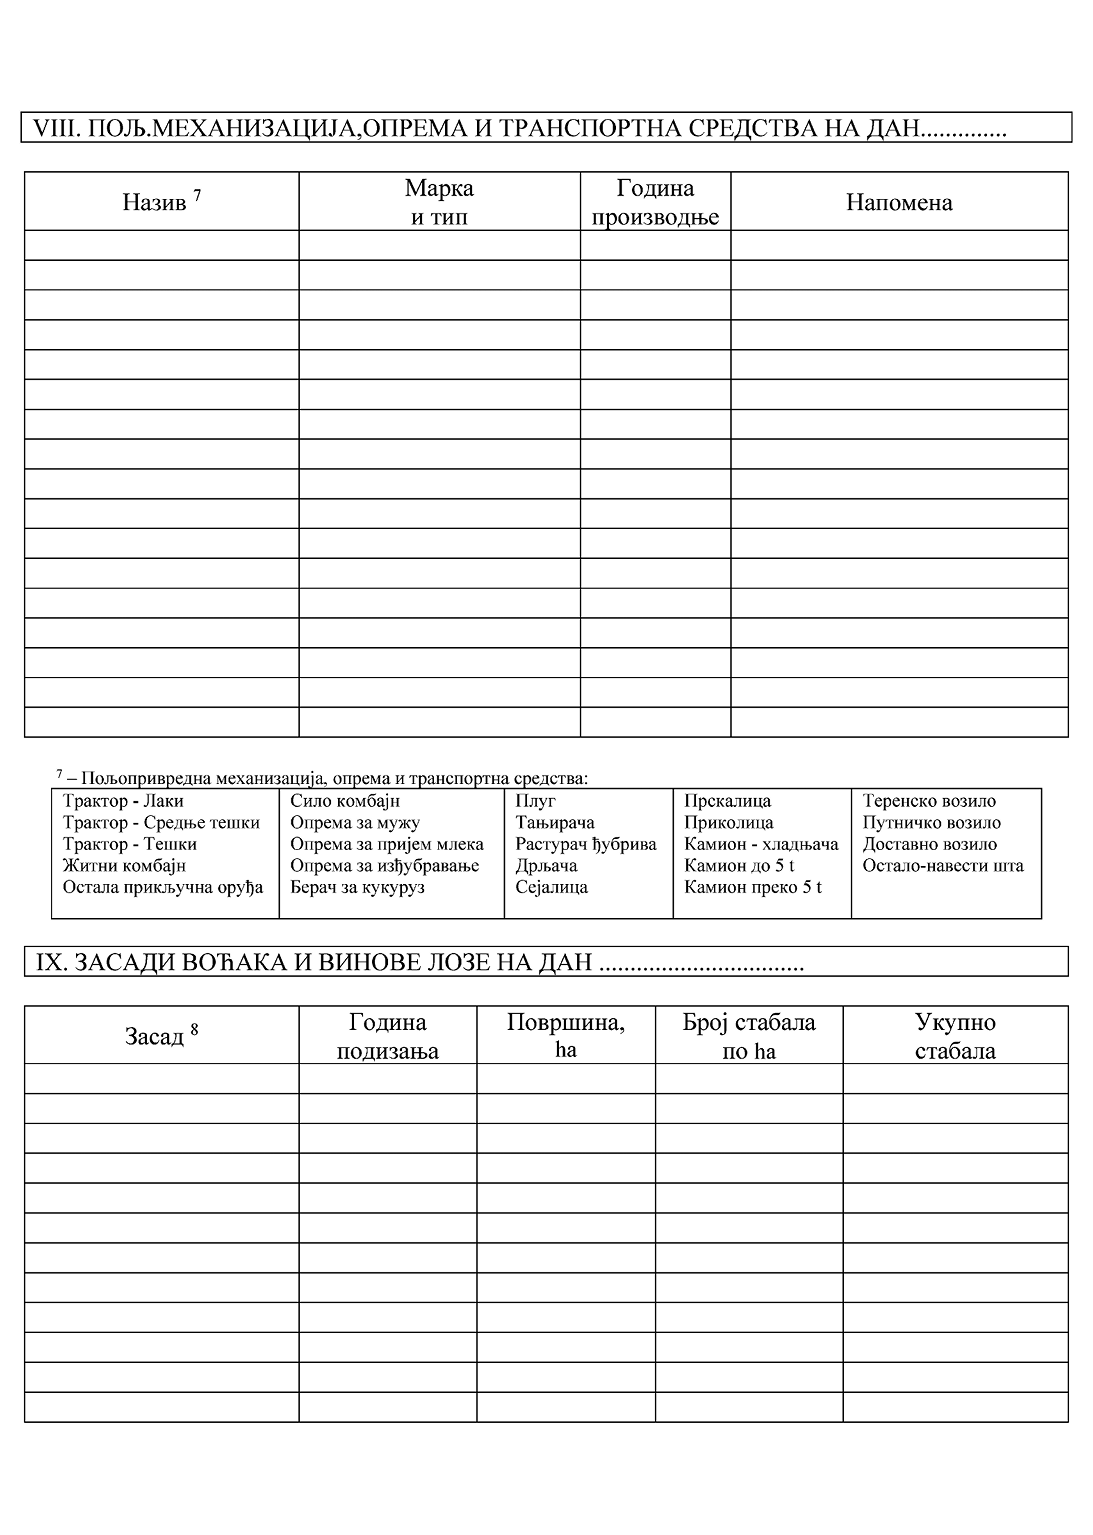 VIII. ПОЉ.МЕХАНИЗАЦИЈА,ОПРЕМА И ТРАНСПОРТНА СРЕДСТВА НА ДАН..............
Назив 7
Марка
и тип
Година
производње
Напомена
7 – Пољопривредна механизација, опрема и транспортна средства:
Трактор - Лаки
Трактор - Средње тешки
Трактор - Тешки
Житни комбајн
Остала прикључна оруђа
Сило комбајн
Опрема за мужу
Опрема за пријем млека
Опрема за изђубравање
Берач за кукуруз
Плуг
Тањирача
Растурач ђубрива
Дрљача
Сејалица
Прскалица
Приколица
Камион - хладњача
Камион до 5 t
Камион преко 5 t
Теренско возило
Путничко возило
Доставно возило
Остало-навести шта
IX. ЗАСАДИ ВОЋАКА И ВИНОВЕ ЛОЗЕ НА ДАН .................................
Засад 8
Година
подизања
Површина,
ha
Број стабала
по ha
Укупно
стабала